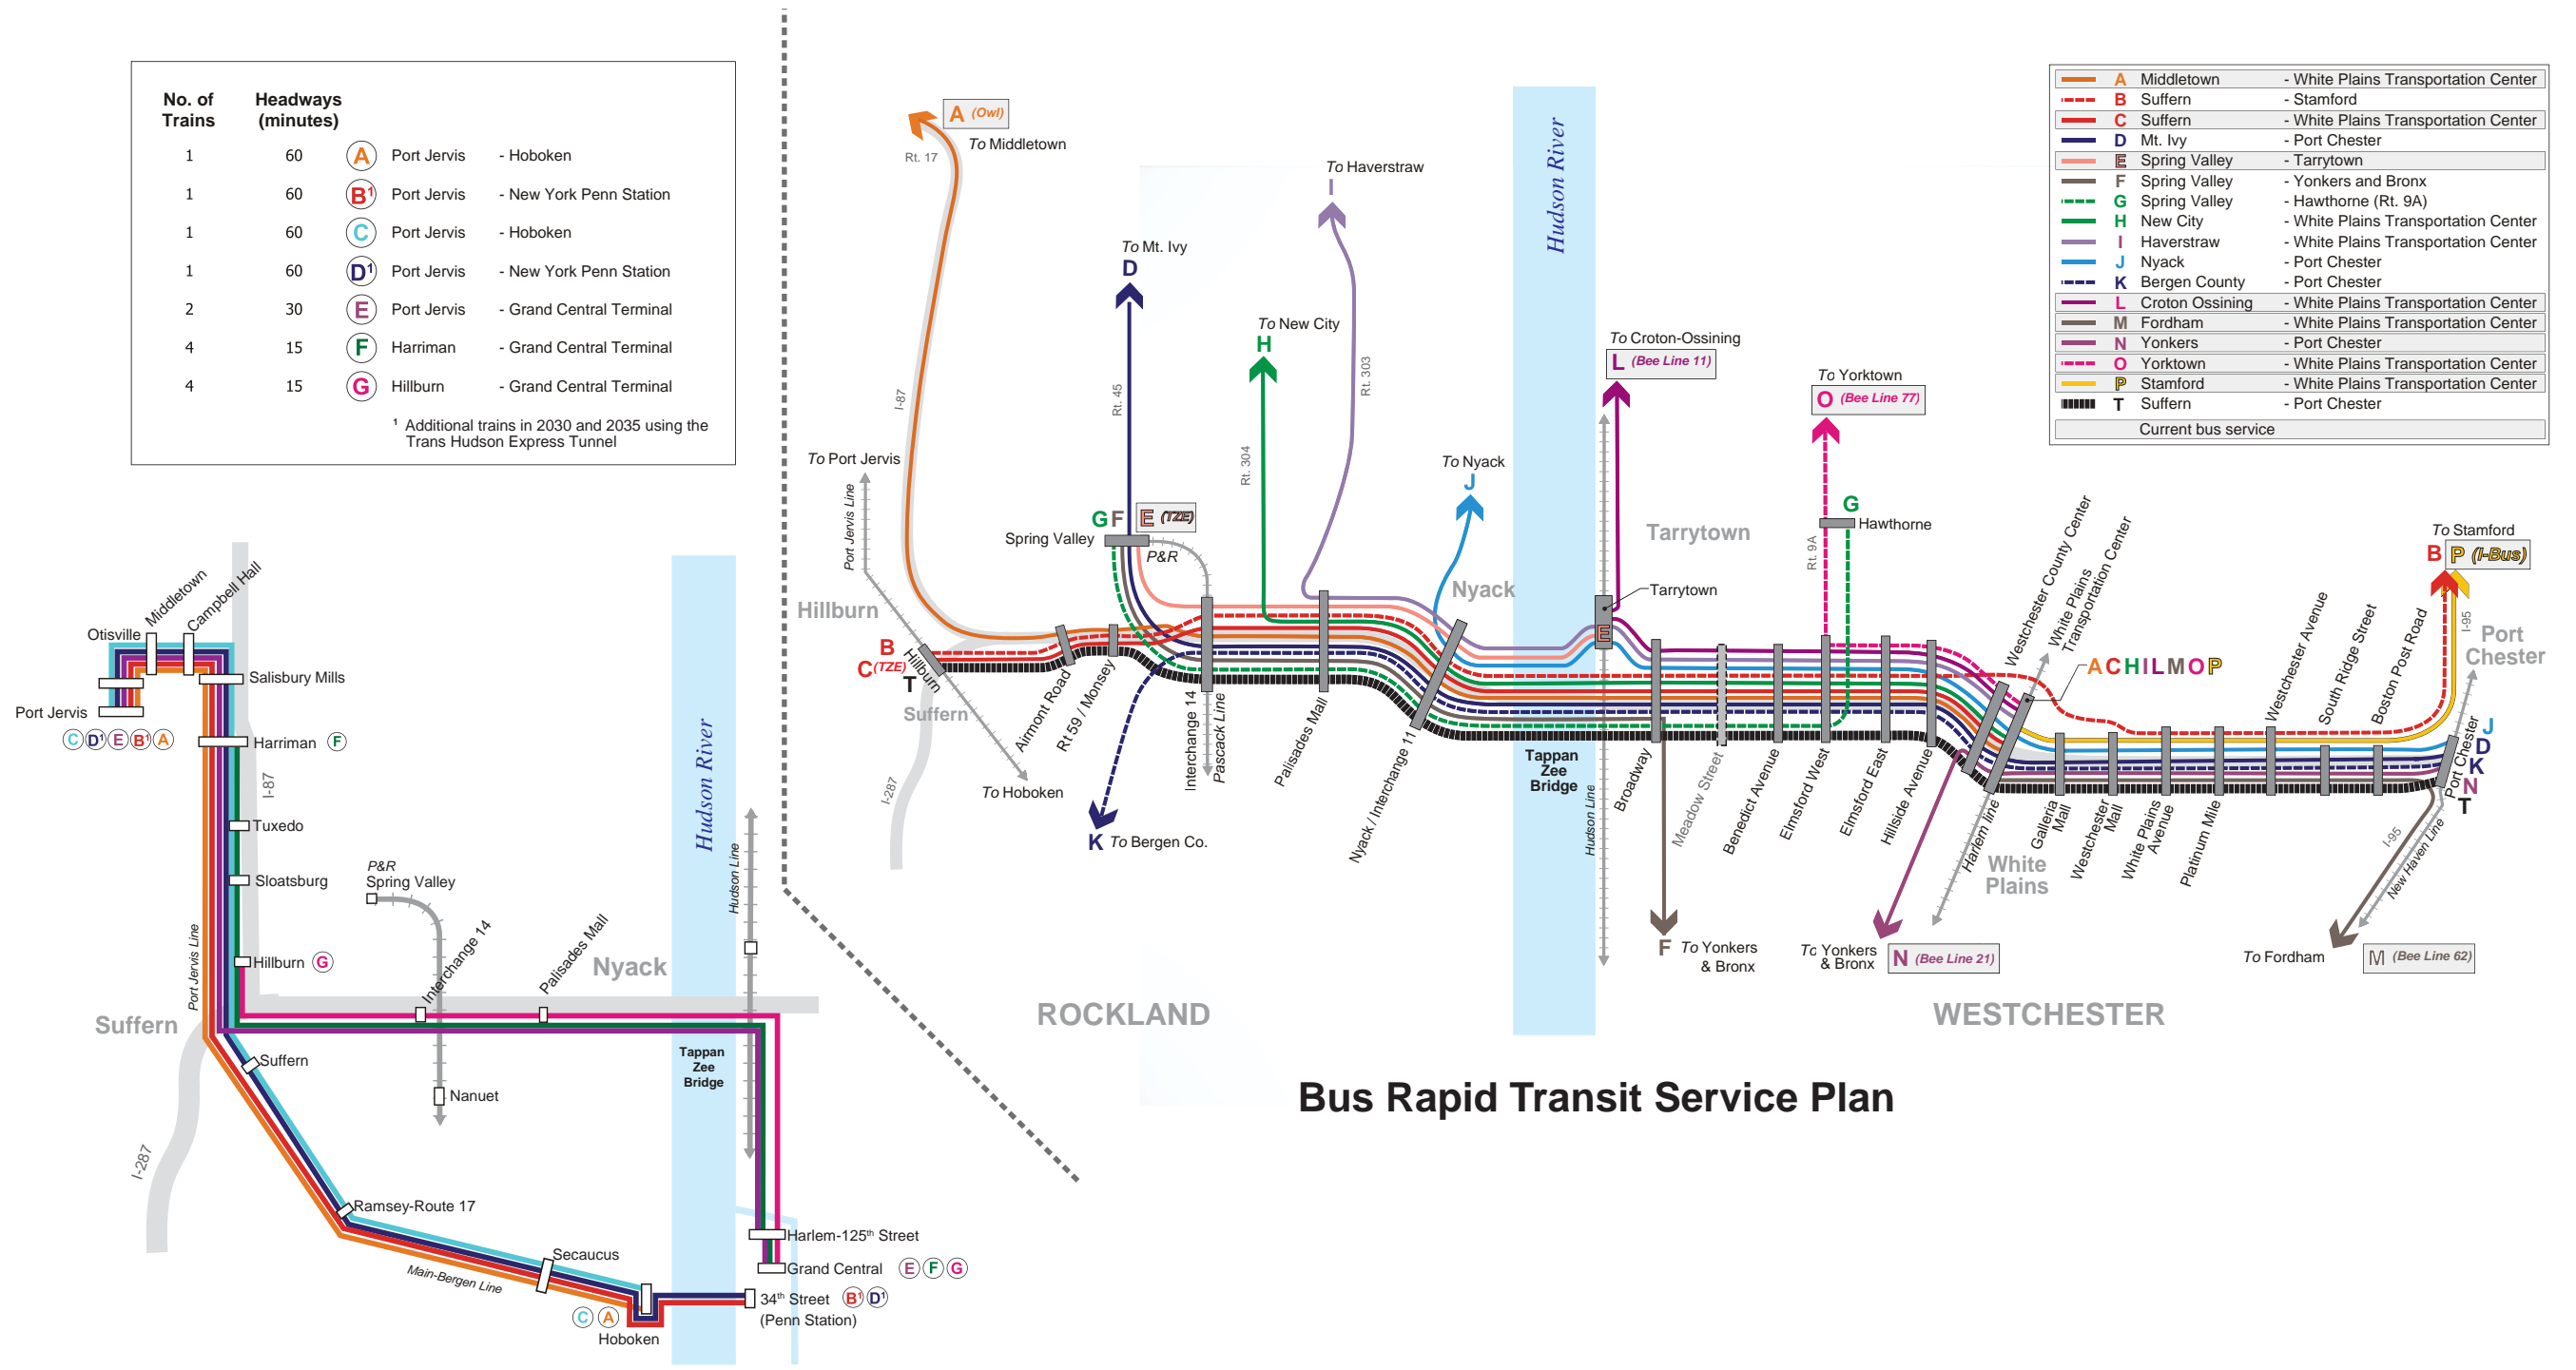 No. of Trains
Headways (minutes)
1 60 A Port Jervis - Hoboken
1 60 B¹ Port Jervis - New York Penn Station
1 60 C Port Jervis - Hoboken
1 60 D¹ Port Jervis - New York Penn Station
2 30 E Port Jervis - Grand Central Terminal
4 15 F Harriman - Grand Central Terminal
4 15 G Hillburn - Grand Central Terminal
¹ Additional trains in 2030 and 2035 using the
Trans Hudson Express Tunnel
A Middletown - White Plains Transportation Center
B Suffern - Stamford
C Suffern - White Plains Transportation Center
D Mt. Ivy - Port Chester
E Spring Valley - Tarrytown
F Spring Valley - Yonkers and Bronx
G Spring Valley - Hawthorne (Rt. 9A)
H New City - White Plains Transportation Center
I Haverstraw - White Plains Transportation Center
J Nyack - Port Chester
K Bergen County - Port Chester
L Croton Ossining - White Plains Transportation Center
M Fordham - White Plains Transportation Center
N Yonkers - Port Chester
O Yorktown - White Plains Transportation Center
P Stamford - White Plains Transportation Center
T Suffern - Port Chester
Current bus service
A (Owl)
To Middletown
Rt. 17
I-87
To Mt. Ivy
D
Rt. 45
To New City
H
Rt. 304
To Haverstraw
I
Rt. 303
To Nyack
J
Nyack
Hudson River
To Croton-Ossining
L (Bee Line 11)
Tarrytown
Tarrytown
E
To Yorktown
O (Bee Line 77)
G
Hawthorne
Rt. 9A
To Port Jervis
Port Jervis Line
Hillburn
B
C (TZE)
T
Hillburn
Suffern
I-287
To Hoboken
G F E (TZE)
Spring Valley
P&R
Airmont Road
Rt 59 / Monsey
K To Bergen Co.
Interchange 14
Pascack Line
Palisades Mall
Nyack / Interchange 11
Tappan
Zee
Bridge
Hudson Line
Broadway
Meadow Street
Benedict Avenue
Elmsford West
Elmsford East
Hillside Avenue
F To Yonkers
& Bronx
To Yonkers
& Bronx
N (Bee Line 21)
Westchester County Center
White Plains
Transportation Center
A C H I L M O P
Harlem line
White
Plains
Galleria
Mall
Westchester
Mall
White Plains
Avenue
Platinum Mile
Westchester Avenue
South Ridge Street
Boston Post Road
To Stamford
B P (I-Bus)
I-95
Port
Chester
Port Chester
J
D
K
N
T
I-95
New Haven Line
To Fordham
M (Bee Line 62)
ROCKLAND
WESTCHESTER
Bus Rapid Transit Service Plan
Otisville
Middletown
Campbell Hall
Salisbury Mills
Port Jervis
C D¹ E B¹ A
Harriman F
I-87
Tuxedo
Sloatsburg
Port Jervis Line
Hillburn G
P&R
Spring Valley
Interchange 14
Palisades Mall
Nyack
Hudson River
Hudson Line
Suffern
Suffern
I-287
Nanuet
Tappan
Zee
Bridge
Ramsey-Route 17
Main-Bergen Line
Secaucus
C A
Hoboken
Harlem-125th Street
Grand Central E F G
34th Street B¹ D¹
(Penn Station)